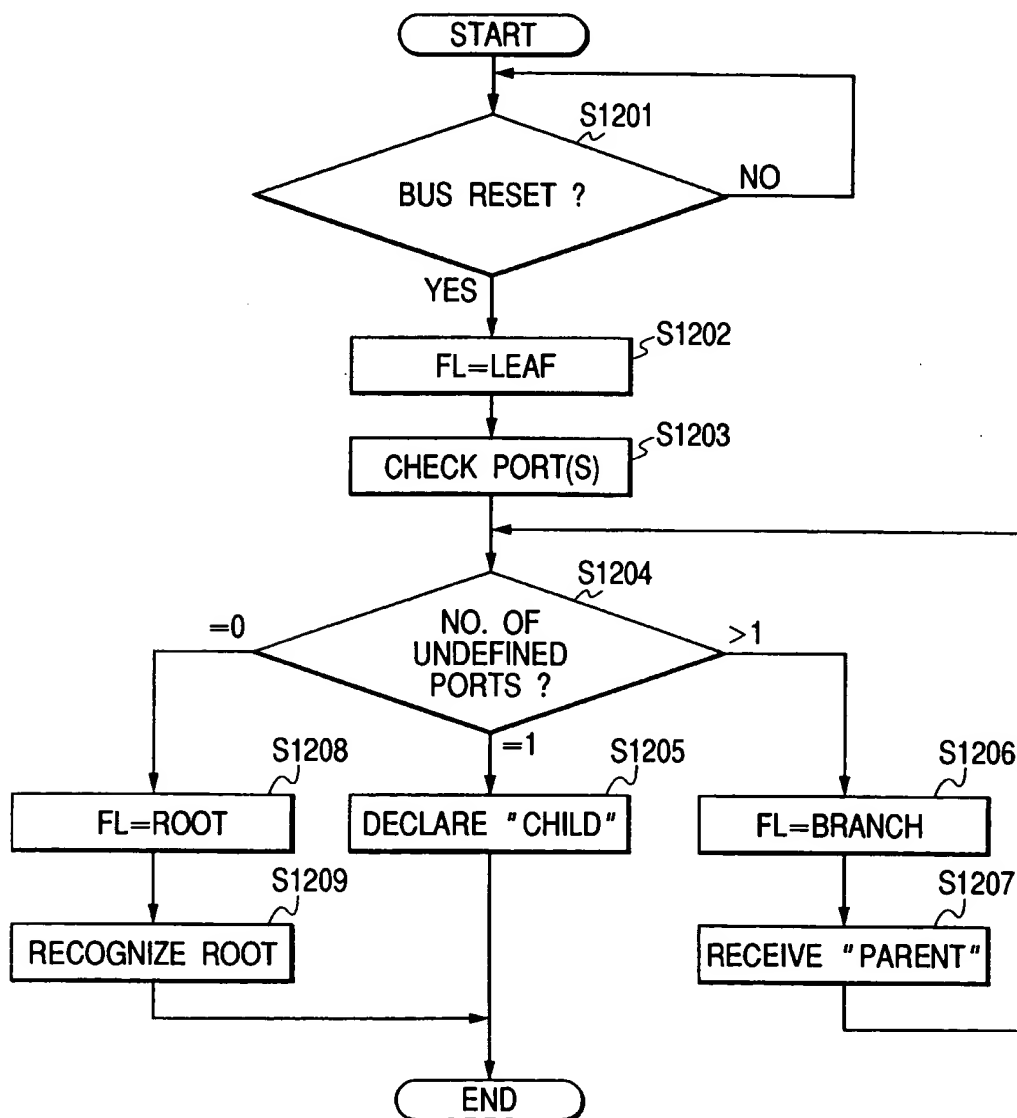 START
S1201
BUS RESET ?
NO
YES
S1202
FL=LEAF
S1203
CHECK PORT(S)
S1204
NO. OF
UNDEFINED
PORTS ?
=0
=1
>1
S1208
FL=ROOT
S1205
DECLARE "CHILD"
S1206
FL=BRANCH
S1209
RECOGNIZE ROOT
S1207
RECEIVE "PARENT"
END